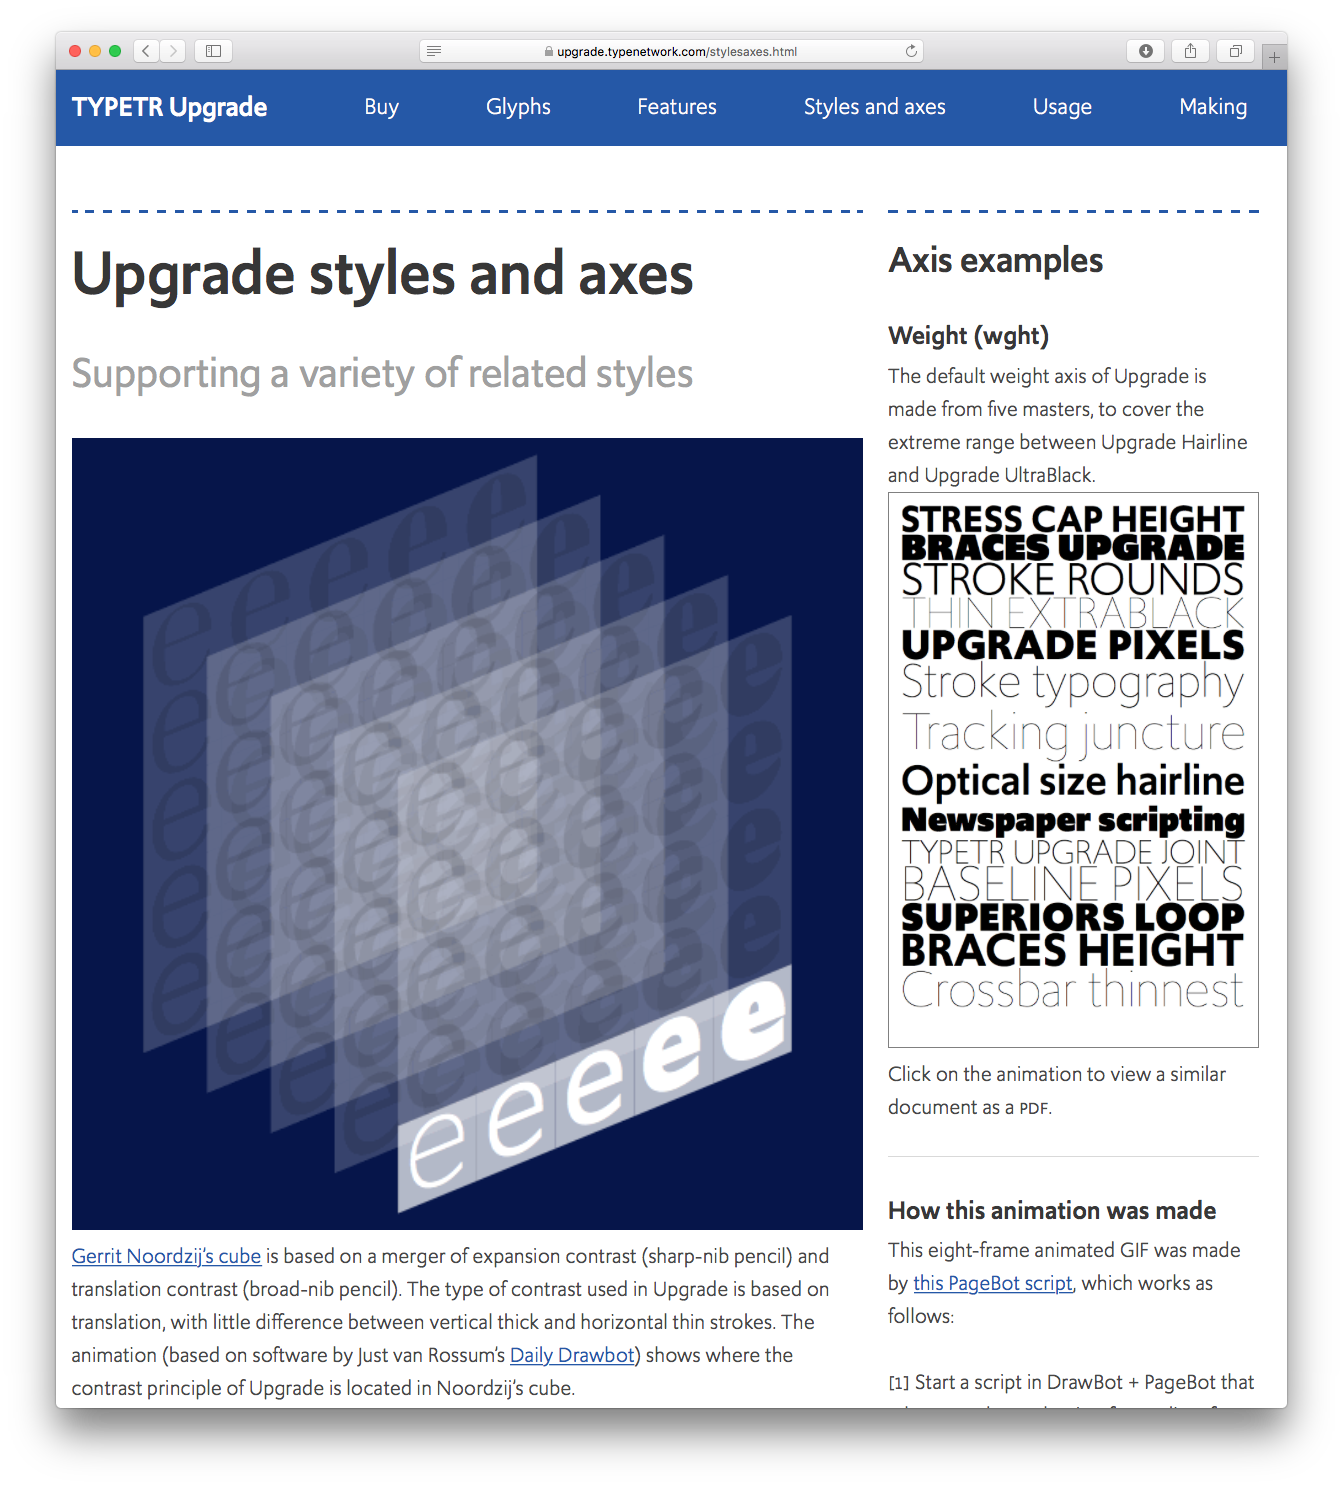 upgrade.typenetwork.com/stylesaxes.html
TYPETR Upgrade
Buy
Glyphs
Features
Styles and axes
Usage
Making
Upgrade styles and axes
Supporting a variety of related styles
eeeee
Gerrit Noordzij's cube is based on a merger of expansion contrast (sharp-nib pencil) and
translation contrast (broad-nib pencil). The type of contrast used in Upgrade is based on
translation, with little difference between vertical thick and horizontal thin strokes. The
animation (based on software by Just van Rossum's Daily Drawbot) shows where the
contrast principle of Upgrade is located in Noordzij's cube.
Axis examples
Weight (wght)
The default weight axis of Upgrade is
made from five masters, to cover the
extreme range between Upgrade Hairline
and Upgrade UltraBlack.
STRESS CAP HEIGHT
BRACES UPGRADE
STROKE ROUNDS
THIN EXTRABLACK
UPGRADE PIXELS
Stroke typography
Tracking juncture
Optical size hairline
Newspaper scripting
TYPETR UPGRADE JOINT
BASELINE PIXELS
SUPERIORS LOOP
BRACES HEIGHT
Crossbar thinnest
Click on the animation to view a similar
document as a PDF.
How this animation was made
This eight-frame animated GIF was made
by this PageBot script, which works as
follows:
[1] Start a script in DrawBot + PageBot that